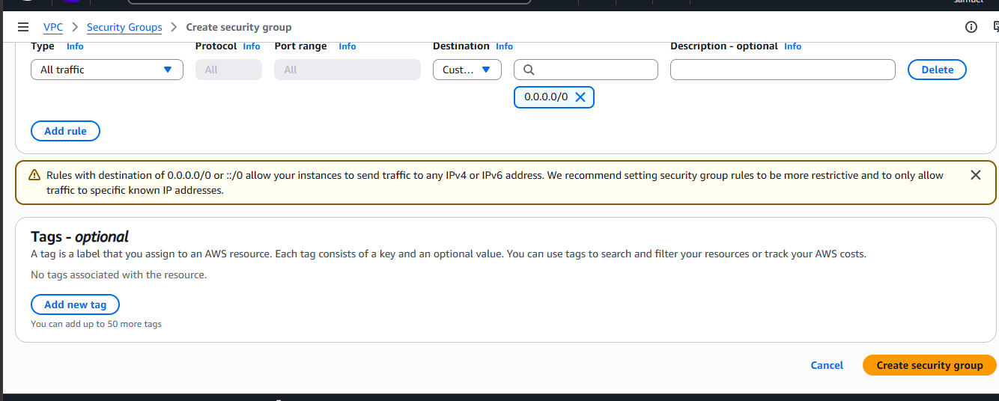 samuel
VPC > Security Groups > Create security group
Type Info Protocol Info Port range Info Destination Info Description - optional Info
All traffic All All Cust... Delete
0.0.0.0/0
Add rule
Rules with destination of 0.0.0.0/0 or ::/0 allow your instances to send traffic to any IPv4 or IPv6 address. We recommend setting security group rules to be more restrictive and to only allow
traffic to specific known IP addresses.
Tags - optional
A tag is a label that you assign to an AWS resource. Each tag consists of a key and an optional value. You can use tags to search and filter your resources or track your AWS costs.
No tags associated with the resource.
Add new tag
You can add up to 50 more tags
Cancel Create security group